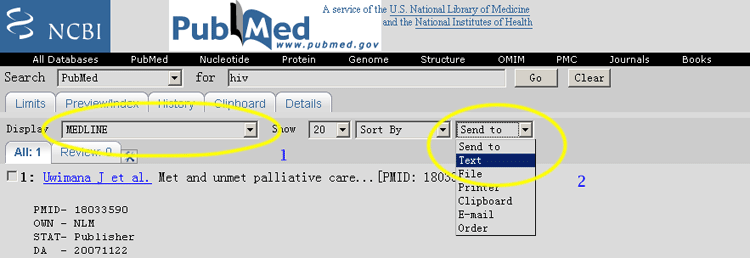 A service of the U.S. National Library of Medicine
and the National Institutes of Health
NCBI
PubMed
www.pubmed.gov
All Databases PubMed Nucleotide Protein Genome Structure OMIM PMC Journals Books
Search PubMed for hiv Go Clear
Limits Preview/Index History Clipboard Details
Display MEDLINE Show 20 Sort By Send to
1
All: 1 Review: 0
Send to
Text
File
Printer
Clipboard
E-mail
Order
2
1: Uwimana J et al. Met and unmet palliative care...[PMID: 18033
PMID- 18033590
OWN - NLM
STAT- Publisher
DA - 20071122